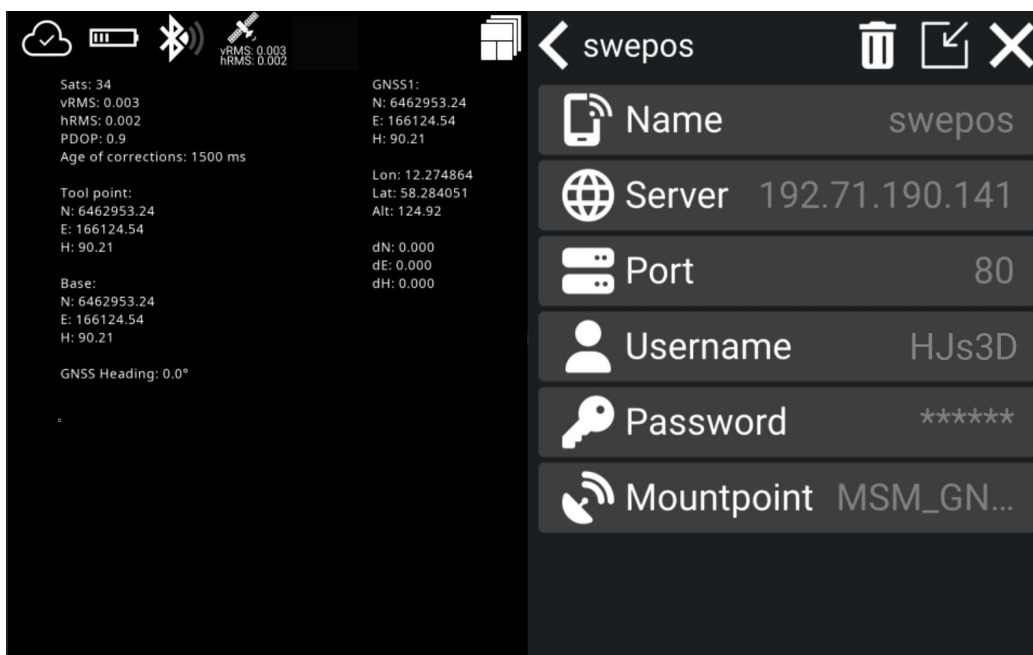 vRMS: 0.003
hRMS: 0.002
Sats: 34
vRMS: 0.003
hRMS: 0.002
PDOP: 0.9
Age of corrections: 1500 ms
Tool point:
N: 6462953.24
E: 166124.54
H: 90.21
Base:
N: 6462953.24
E: 166124.54
H: 90.21
GNSS Heading: 0.0°
GNSS1:
N: 6462953.24
E: 166124.54
H: 90.21
Lon: 12.274864
Lat: 58.284051
Alt: 124.92
dN: 0.000
dE: 0.000
dH: 0.000
swepos
Name swepos
Server 192.71.190.141
Port 80
Username HJs3D
Password ******
Mountpoint MSM_GN...